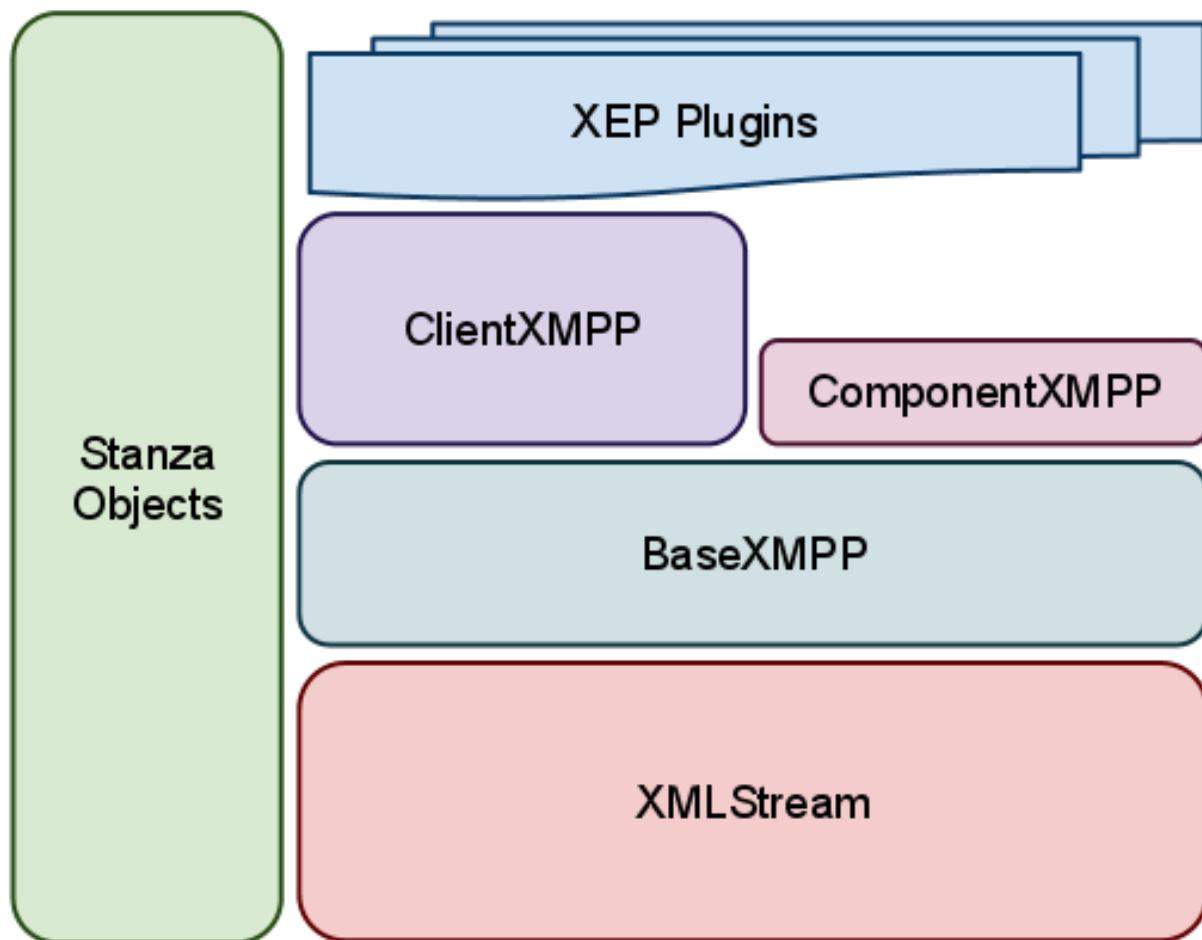 XEP Plugins
ClientXMPP
ComponentXMPP
Stanza
Objects
BaseXMPP
XMLStream